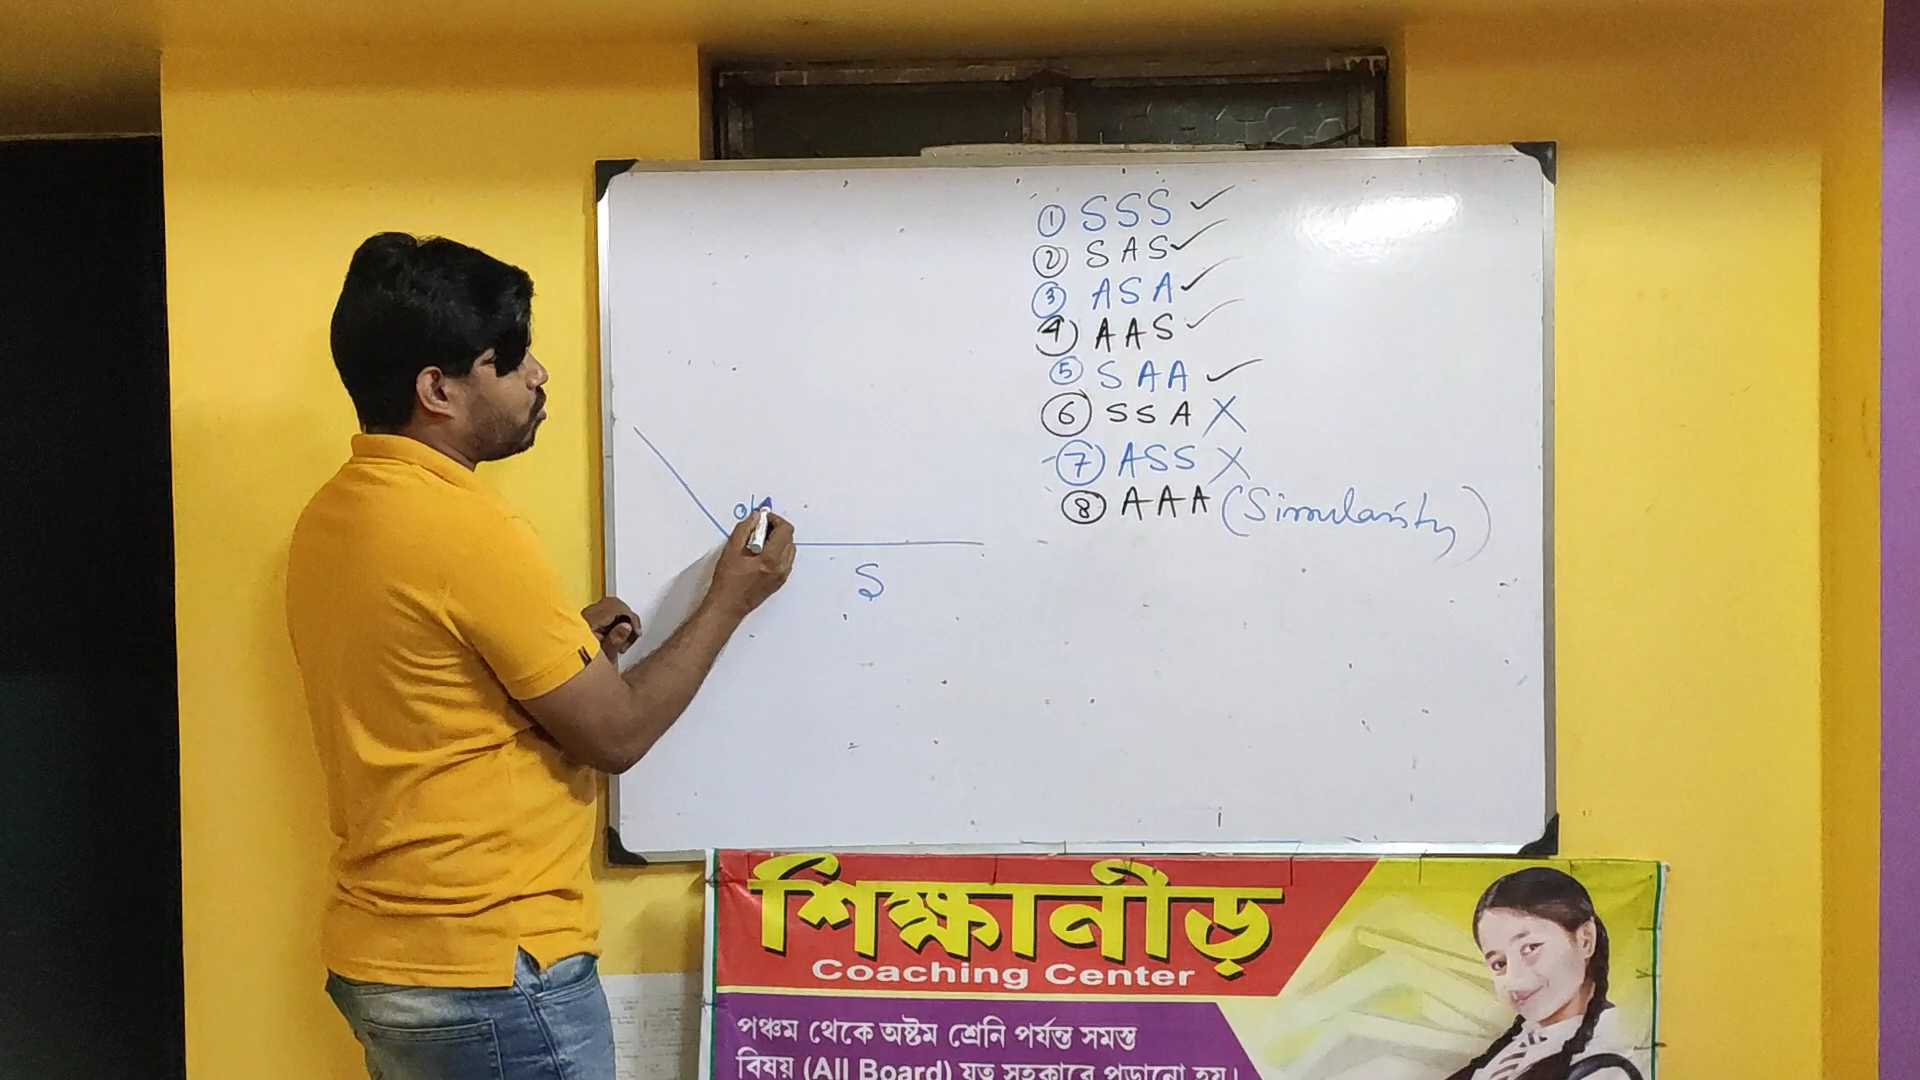 ① SSS ✓
② SAS ✓
③ ASA ✓
④ AAS ✓
⑤ SAA ✓
⑥ SSA X
⑦ ASS X
⑧ AAA (Simularity)
S
শিক্ষানীড়
Coaching Center
পঞ্চম থেকে অষ্টম শ্রেনি পর্যন্ত সমস্ত
বিষয় (All Board) যত্ন সহকারে পড়ানো হয়।